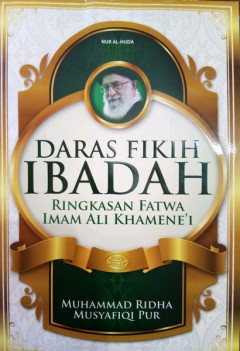 NUR AL-HUDA
DARAS FIKIH
IBADAH
RINGKASAN FATWA
IMAM ALI KHAMENE'I
MUHAMMAD RIDHA
MUSYAFIQI PUR